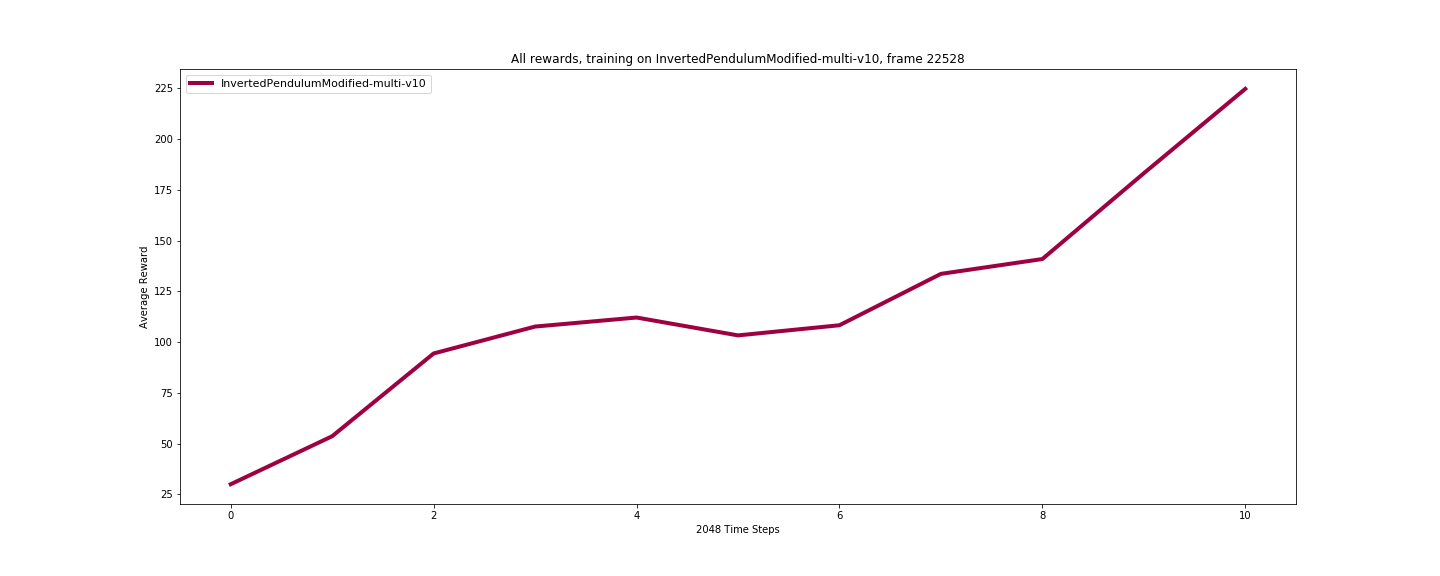 All rewards, training on InvertedPendulumModified-multi-v10, frame 22528
InvertedPendulumModified-multi-v10
225
200
175
150
125
100
75
50
25
Average Reward
0 2 4 6 8 10
2048 Time Steps